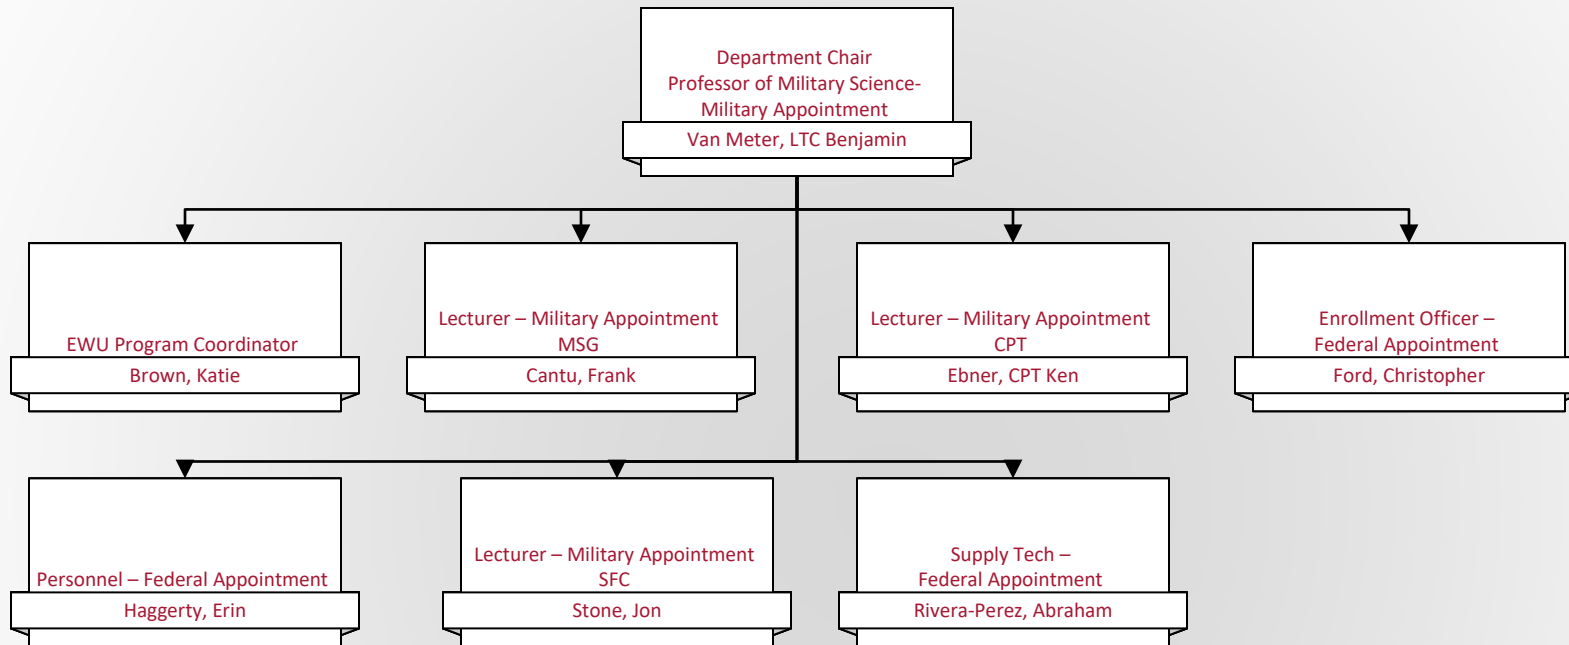 Department Chair
Professor of Military Science-
Military Appointment
Van Meter, LTC Benjamin
EWU Program Coordinator
Brown, Katie
Lecturer – Military Appointment
MSG
Cantu, Frank
Lecturer – Military Appointment
CPT
Ebner, CPT Ken
Enrollment Officer –
Federal Appointment
Ford, Christopher
Personnel – Federal Appointment
Haggerty, Erin
Lecturer – Military Appointment
SFC
Stone, Jon
Supply Tech –
Federal Appointment
Rivera-Perez, Abraham